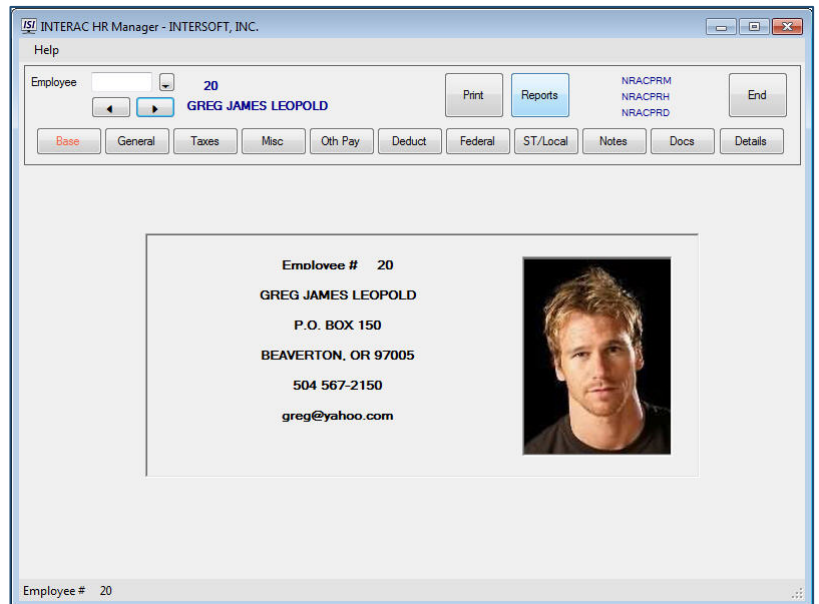 ISI INTERAC HR Manager - INTERSOFT, INC.
Help
Employee 20
GREG JAMES LEOPOLD
Print Reports
NRACPRM
NRACPRH
NRACPRD
End
Base General Taxes Misc Oth Pay Deduct Federal ST/Local Notes Docs Details
Employee # 20
GREG JAMES LEOPOLD
P.O. BOX 150
BEAVERTON, OR 97005
504 567-2150
greg@yahoo.com
Employee # 20